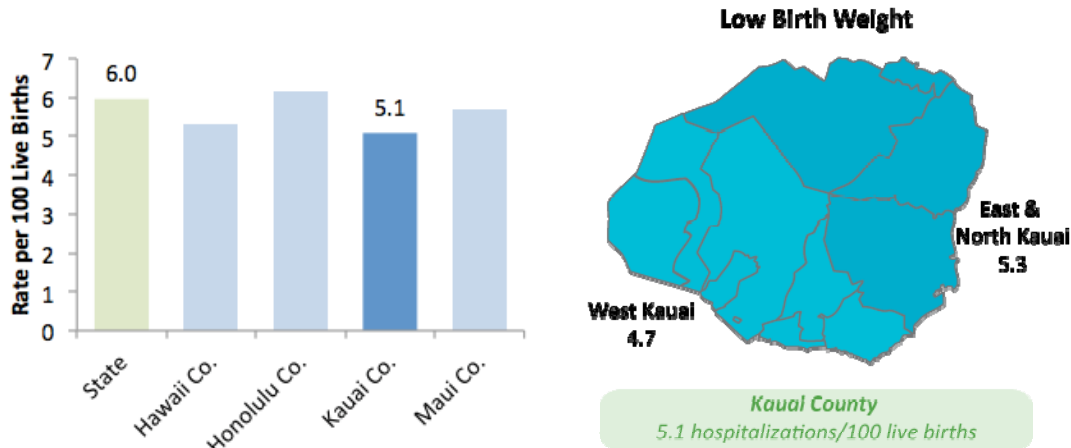 Low Birth Weight
Rate per 100 Live Births
7
6
5
4
3
2
1
0
6.0
5.1
State
Hawaii Co.
Honolulu Co.
Kauai Co.
Maui Co.
East &
North Kauai
5.3
West Kauai
4.7
Kauai County
5.1 hospitalizations/100 live births